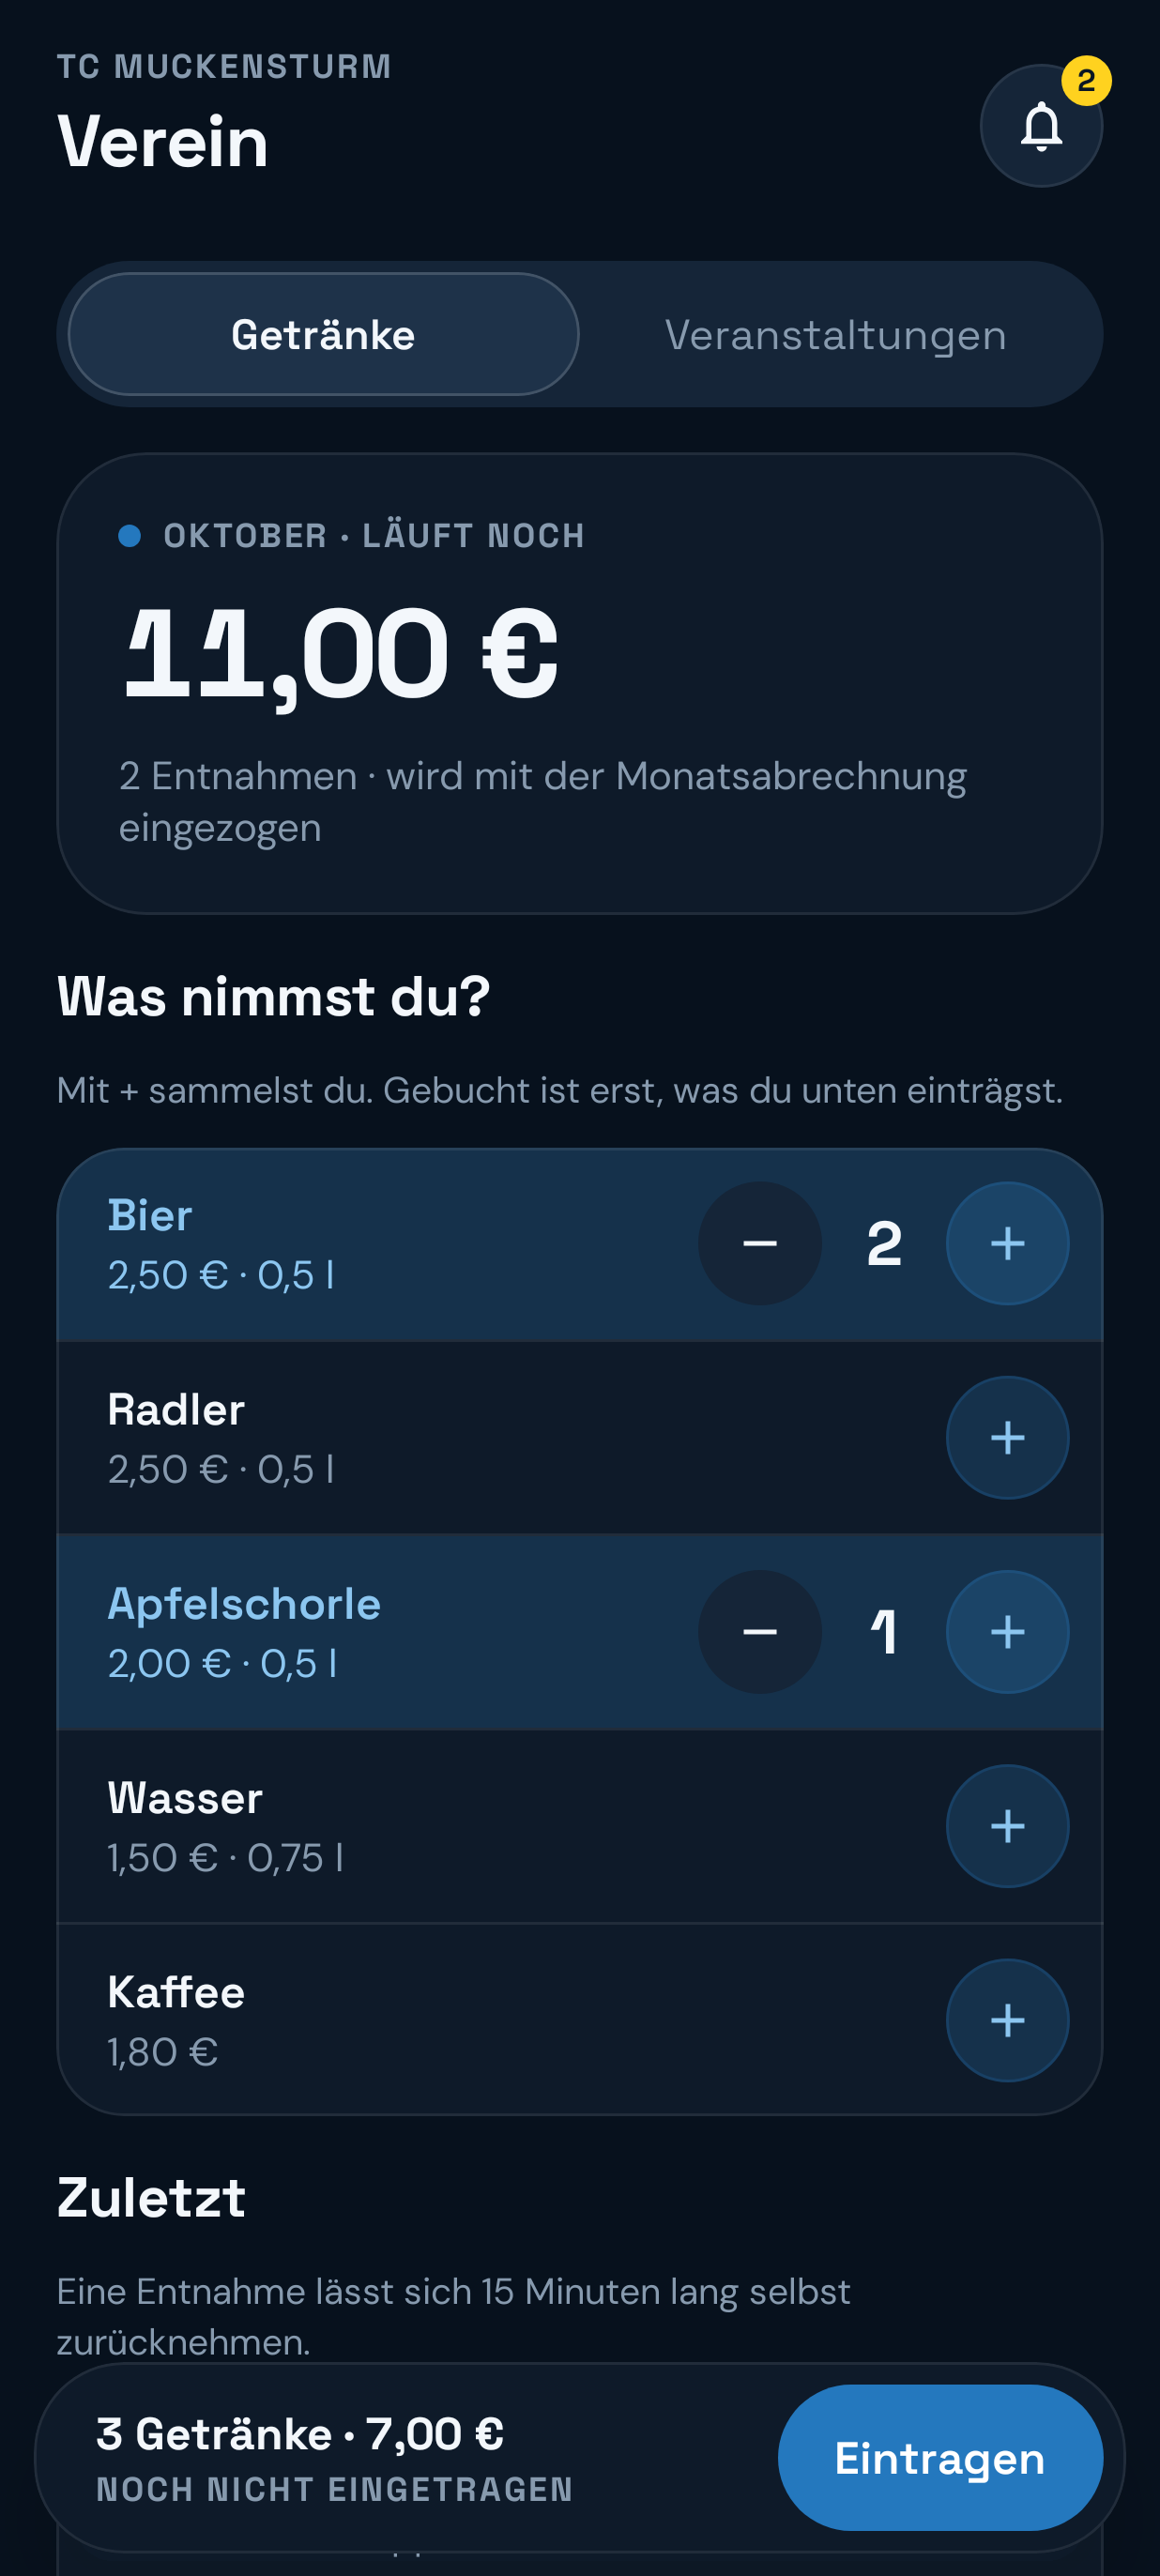 TC MUCKENSTURM
Verein
2
Getränke
Veranstaltungen
OKTOBER · LÄUFT NOCH
11,00 €
2 Entnahmen · wird mit der Monatsabrechnung
eingezogen
Was nimmst du?
Mit + sammelst du. Gebucht ist erst, was du unten einträgst.
Bier
2,50 € · 0,5 l
− 2 +
Radler
2,50 € · 0,5 l
+
Apfelschorle
2,00 € · 0,5 l
− 1 +
Wasser
1,50 € · 0,75 l
+
Kaffee
1,80 €
+
Zuletzt
Eine Entnahme lässt sich 15 Minuten lang selbst
zurücknehmen.
3 Getränke · 7,00 €
NOCH NICHT EINGETRAGEN
Eintragen